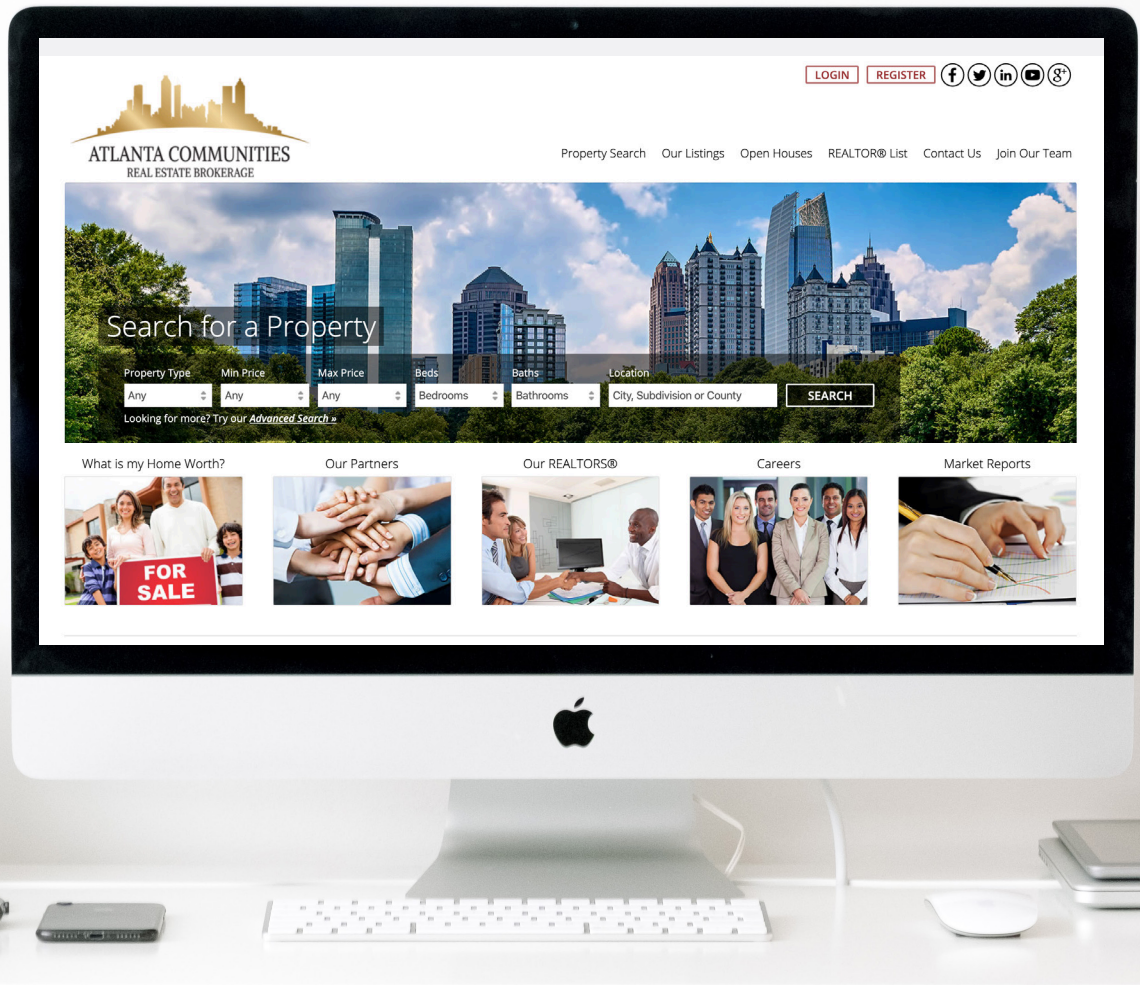 LOGIN REGISTER
ATLANTA COMMUNITIES
REAL ESTATE BROKERAGE
Property Search Our Listings Open Houses REALTOR® List Contact Us Join Our Team
Search for a Property
Property Type Min Price Max Price Beds Baths Location
Any Any Any Bedrooms Bathrooms City, Subdivision or County SEARCH
Looking for more? Try our Advanced Search »
What is my Home Worth? Our Partners Our REALTORS® Careers Market Reports
FOR
SALE